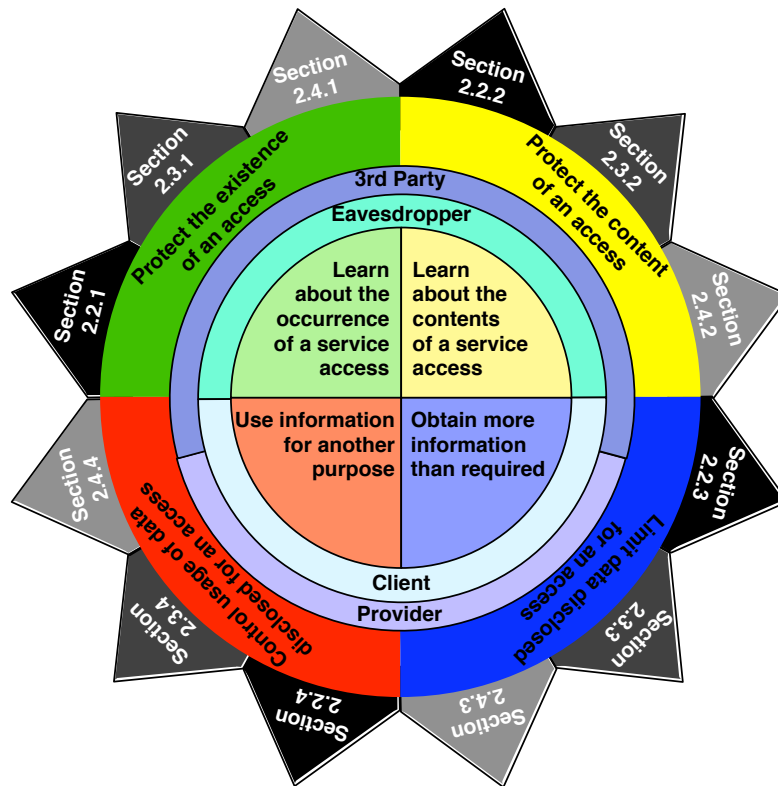 Section
2.4.1
Section
2.2.2
Section
2.3.1
Section
2.3.2
Section
2.2.1
Section
2.4.2
Protect the existence
of an access
Protect the content
of an access
3rd Party
Eavesdropper
Learn
about the
occurrence
of a service
access
Learn
about the
contents
of a service
access
Use information
for another
purpose
Obtain more
information
than required
Client
Provider
Control usage of data
disclosed for an access
Limit data disclosed
for an access
Section
2.4.4
Section
2.2.3
Section
2.3.4
Section
2.3.3
Section
2.2.4
Section
2.4.3